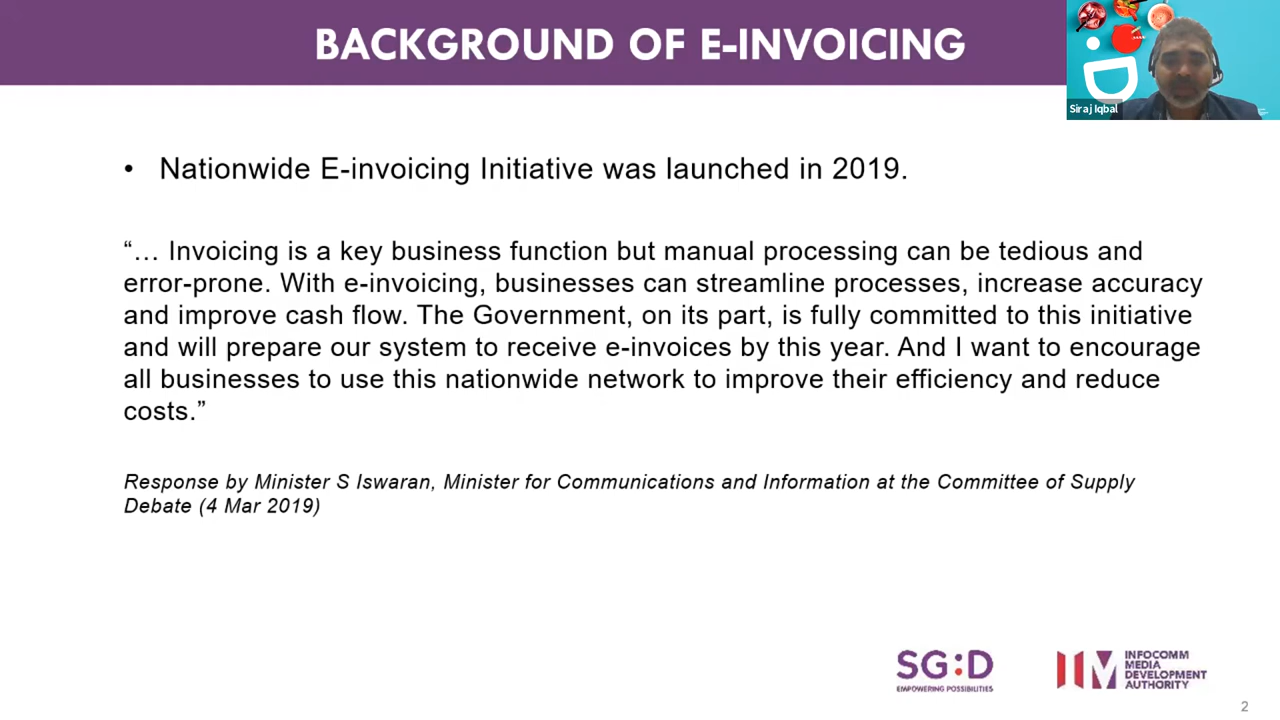 BACKGROUND OF E-INVOICING
Siraj Iqbal
• Nationwide E-invoicing Initiative was launched in 2019.
“… Invoicing is a key business function but manual processing can be tedious and
error-prone. With e-invoicing, businesses can streamline processes, increase accuracy
and improve cash flow. The Government, on its part, is fully committed to this initiative
and will prepare our system to receive e-invoices by this year. And I want to encourage
all businesses to use this nationwide network to improve their efficiency and reduce
costs.”
Response by Minister S Iswaran, Minister for Communications and Information at the Committee of Supply
Debate (4 Mar 2019)
SG:D
EMPOWERING POSSIBILITIES
INFOCOMM
MEDIA
DEVELOPMENT
AUTHORITY
2